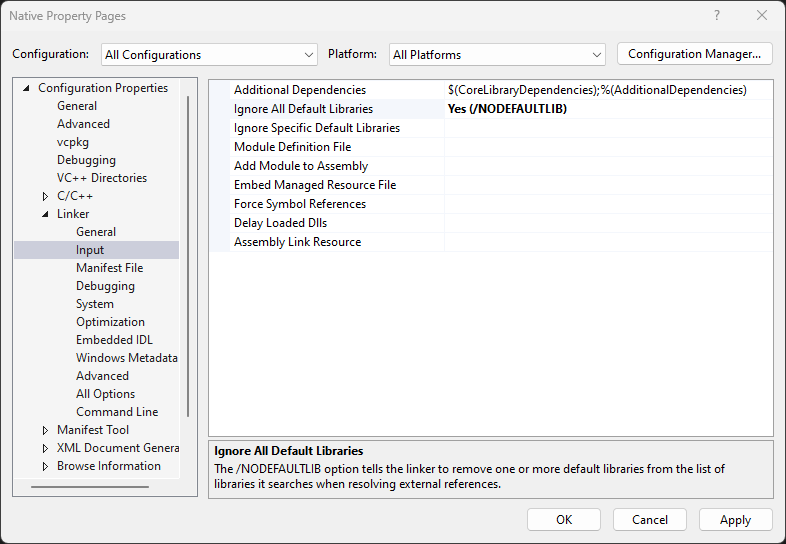 Native Property Pages
?
Configuration: All Configurations Platform: All Platforms Configuration Manager...
Configuration Properties
General
Advanced
vcpkg
Debugging
VC++ Directories
C/C++
Linker
General
Input
Manifest File
Debugging
System
Optimization
Embedded IDL
Windows Metadata
Advanced
All Options
Command Line
Manifest Tool
XML Document Genera
Browse Information
Additional Dependencies $(CoreLibraryDependencies);%(AdditionalDependencies)
Ignore All Default Libraries Yes (/NODEFAULTLIB)
Ignore Specific Default Libraries
Module Definition File
Add Module to Assembly
Embed Managed Resource File
Force Symbol References
Delay Loaded Dlls
Assembly Link Resource
Ignore All Default Libraries
The /NODEFAULTLIB option tells the linker to remove one or more default libraries from the list of
libraries it searches when resolving external references.
OK Cancel Apply